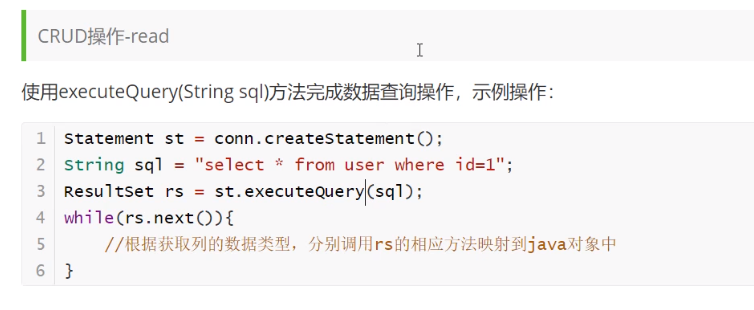 CRUD操作-read
使用executeQuery(String sql)方法完成数据查询操作，示例操作：
1 Statement st = conn.createStatement();
2 String sql = "select * from user where id=1";
3 ResultSet rs = st.executeQuery(sql);
4 while(rs.next()){
5     //根据获取列的数据类型，分别调用rs的相应方法映射到java对象中
6 }